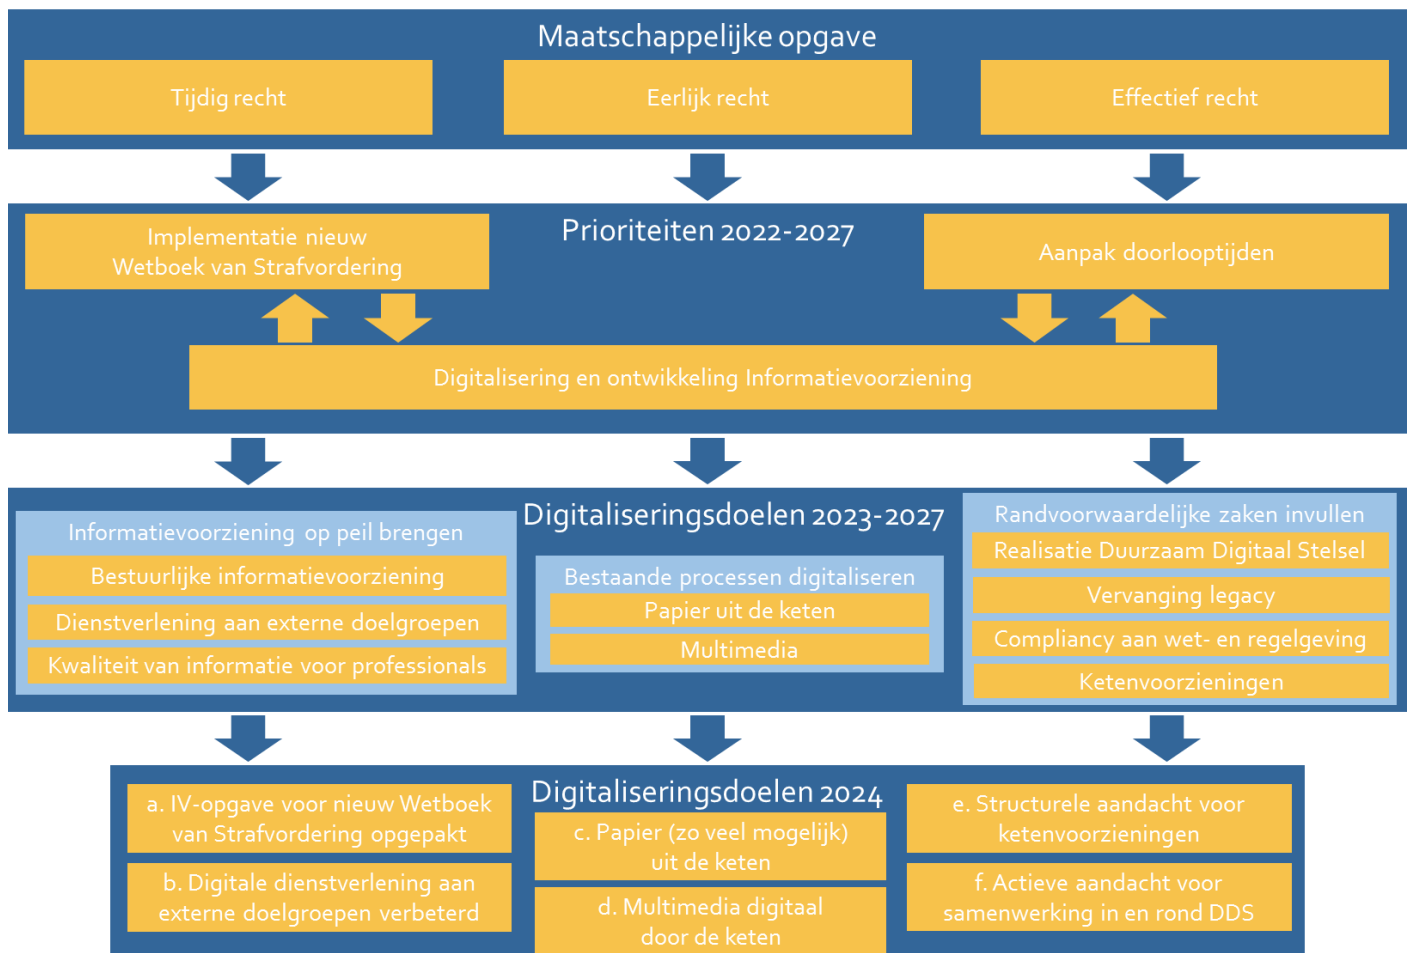 Maatschappelijke opgave
Tijdig recht
Eerlijk recht
Effectief recht
Prioriteiten 2022-2027
Implementatie nieuw
Wetboek van Strafvordering
Aanpak doorlooptijden
Digitalisering en ontwikkeling Informatievoorziening
Digitaliseringsdoelen 2023-2027
Informatievoorziening op peil brengen
Bestuurlijke informatievoorziening
Dienstverlening aan externe doelgroepen
Kwaliteit van informatie voor professionals
Bestaande processen digitaliseren
Papier uit de keten
Multimedia
Randvoorwaardelijke zaken invullen
Realisatie Duurzaam Digitaal Stelsel
Vervanging legacy
Compliancy aan wet- en regelgeving
Ketenvoorzieningen
Digitaliseringsdoelen 2024
a. IV-opgave voor nieuw Wetboek
van Strafvordering opgepakt
b. Digitale dienstverlening aan
externe doelgroepen verbeterd
c. Papier (zo veel mogelijk)
uit de keten
d. Multimedia digitaal
door de keten
e. Structurele aandacht voor
ketenvoorzieningen
f. Actieve aandacht voor
samenwerking in en rond DDS